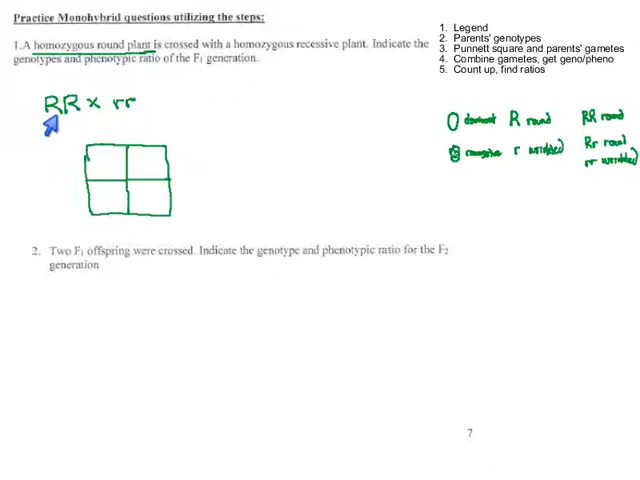 Practice Monohybrid questions utilizing the steps:
1.A homozygous round plant is crossed with a homozygous recessive plant. Indicate the
genotypes and phenotypic ratio of the F1 generation.
RR x rr
1. Legend
2. Parents' genotypes
3. Punnett square and parents' gametes
4. Combine gametes, get geno/pheno
5. Count up, find ratios
dominant R round RR round
recessive r wrinkled Rr round
rr wrinkled
2. Two F1 offspring were crossed. Indicate the genotype and phenotypic ratio for the F2
generation
7